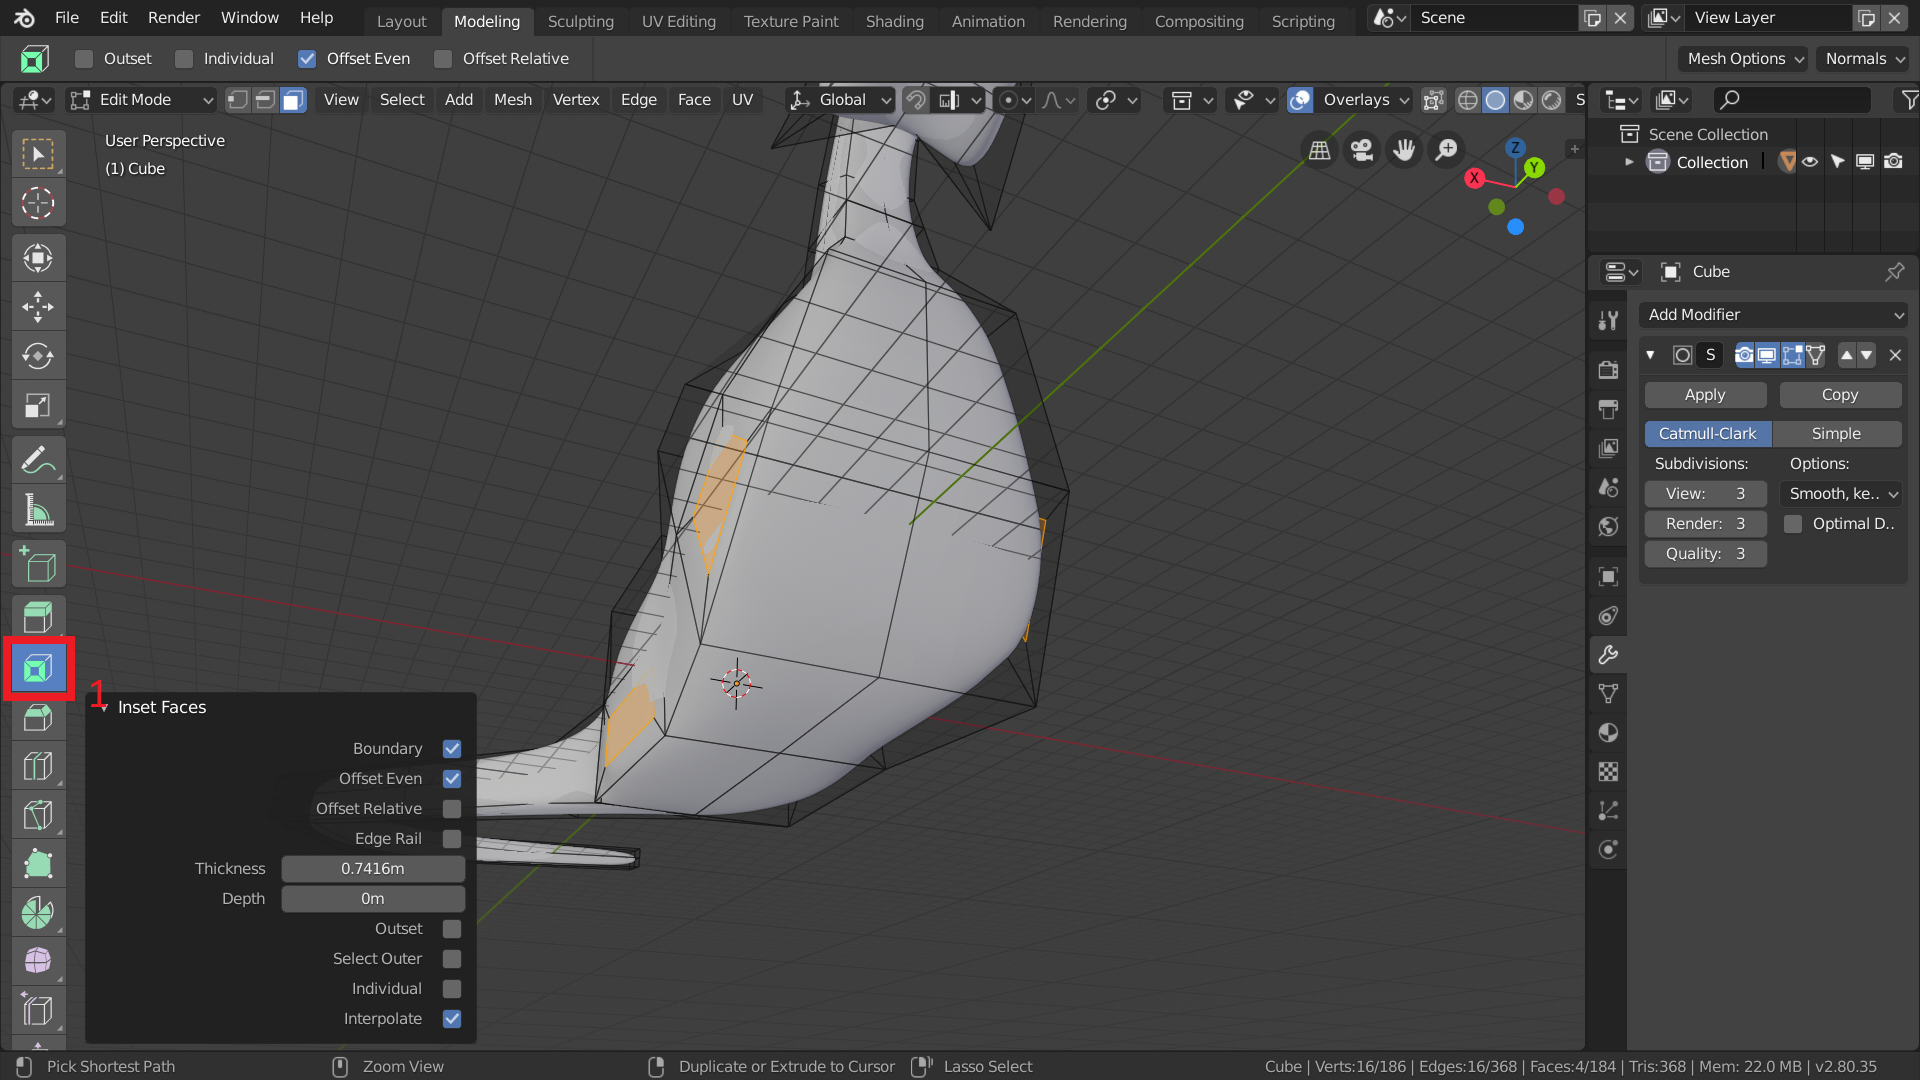 File Edit Render Window Help Layout Modeling Sculpting UV Editing Texture Paint Shading Animation Rendering Compositing Scripting Scene View Layer
Outset Individual Offset Even Offset Relative Mesh Options Normals
Edit Mode View Select Add Mesh Vertex Edge Face UV Global Overlays S
User Perspective
(1) Cube
Z
Y
X
Scene Collection
Collection
Cube
Add Modifier
S
Apply Copy
Catmull-Clark Simple
Subdivisions: Options:
View: 3 Smooth, ke..
Render: 3 Optimal D..
Quality: 3
1
Inset Faces
Boundary
Offset Even
Offset Relative
Edge Rail
Thickness 0.7416m
Depth 0m
Outset
Select Outer
Individual
Interpolate
Pick Shortest Path Zoom View Duplicate or Extrude to Cursor Lasso Select Cube | Verts:16/186 | Edges:16/368 | Faces:4/184 | Tris:368 | Mem: 22.0 MB | v2.80.35